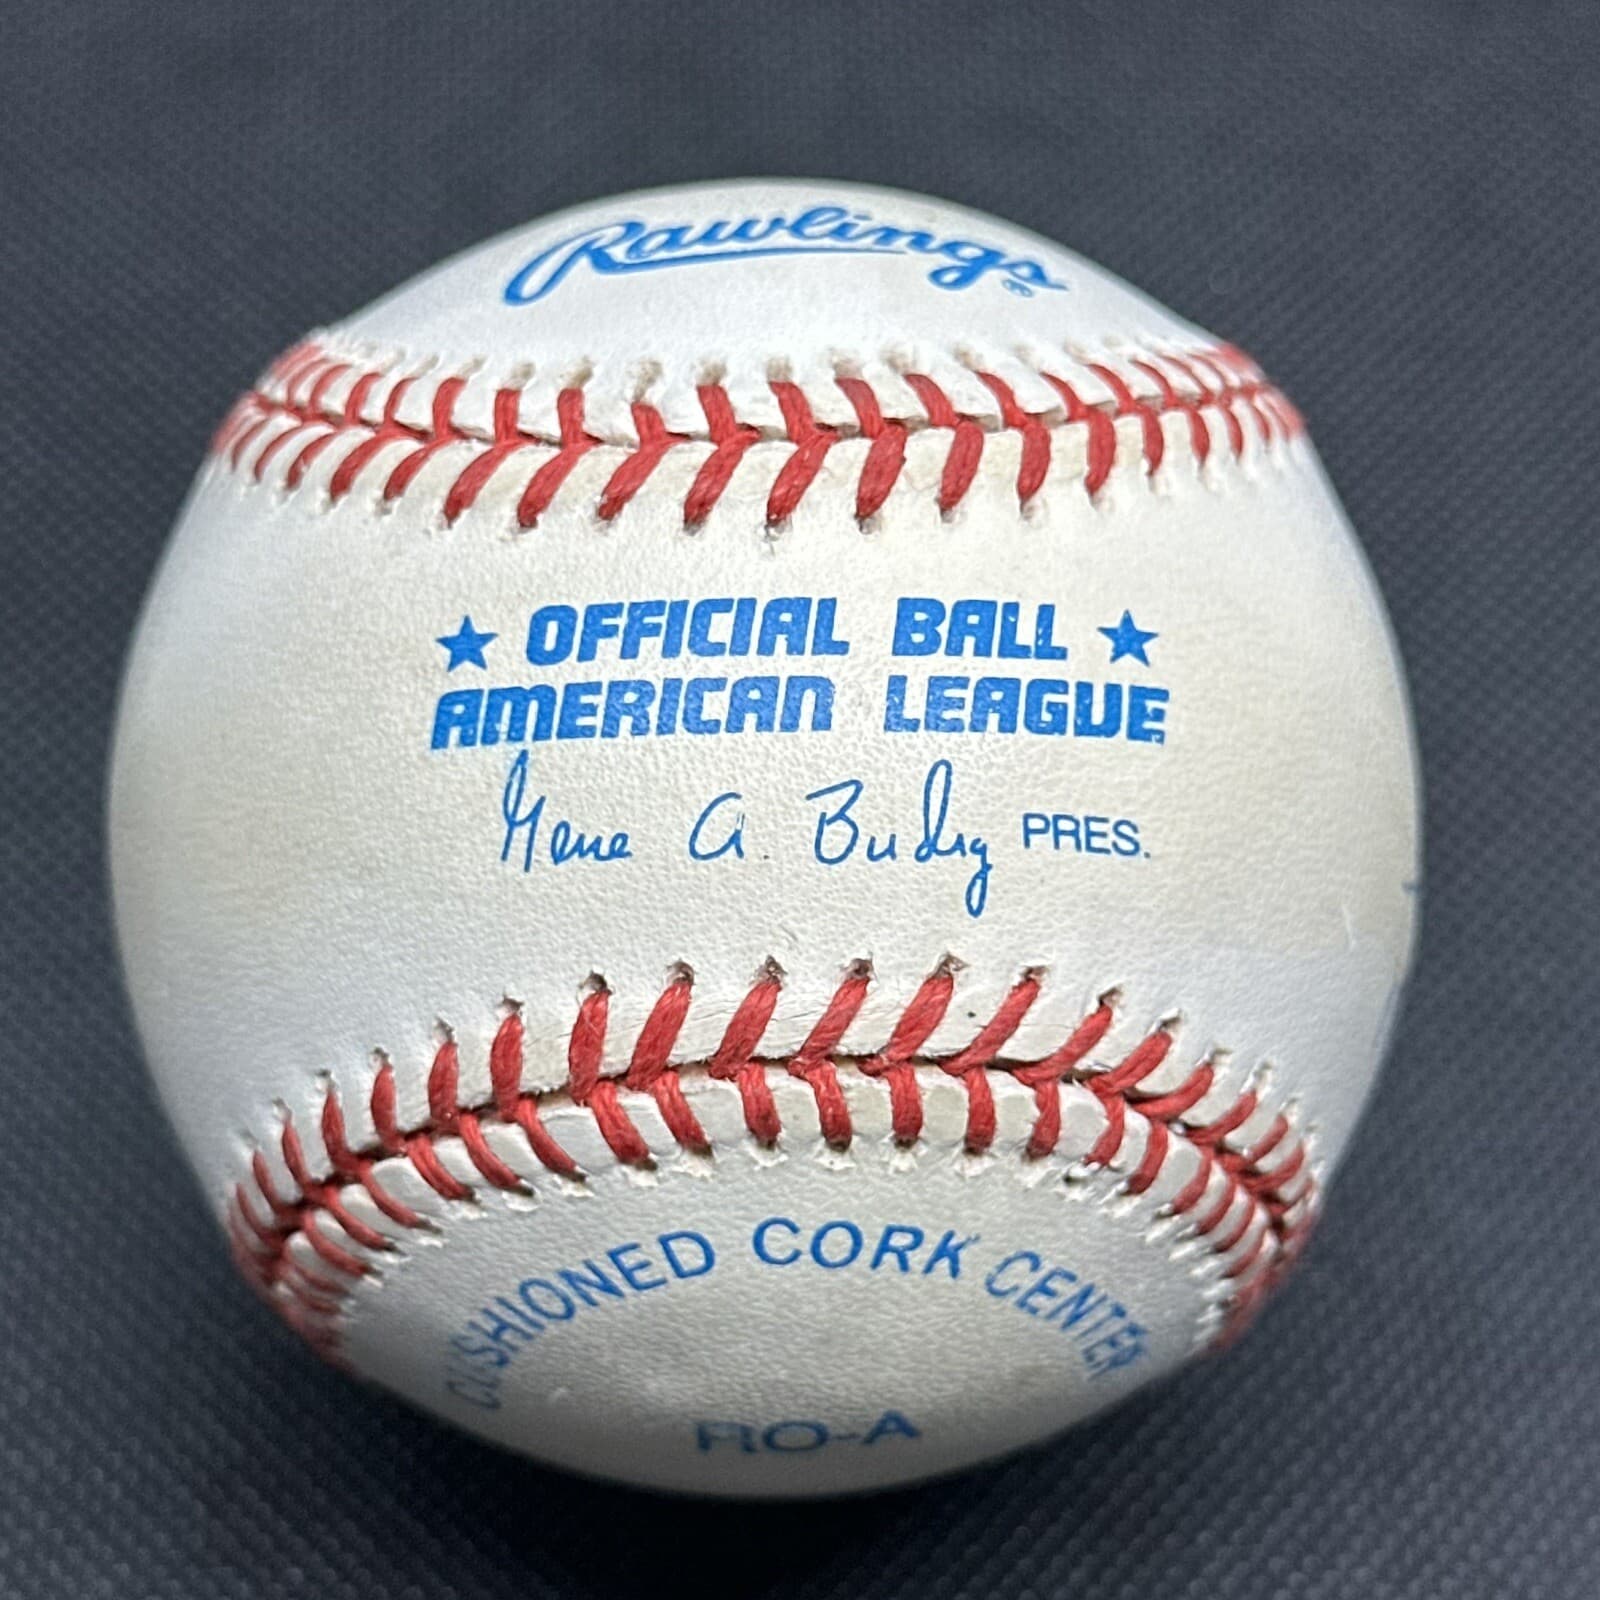 Rawlings®
★ OFFICIAL BALL ★
AMERICAN LEAGUE
Gene A. Budig PRES.
CUSHIONED CORK CENTER
RO-A